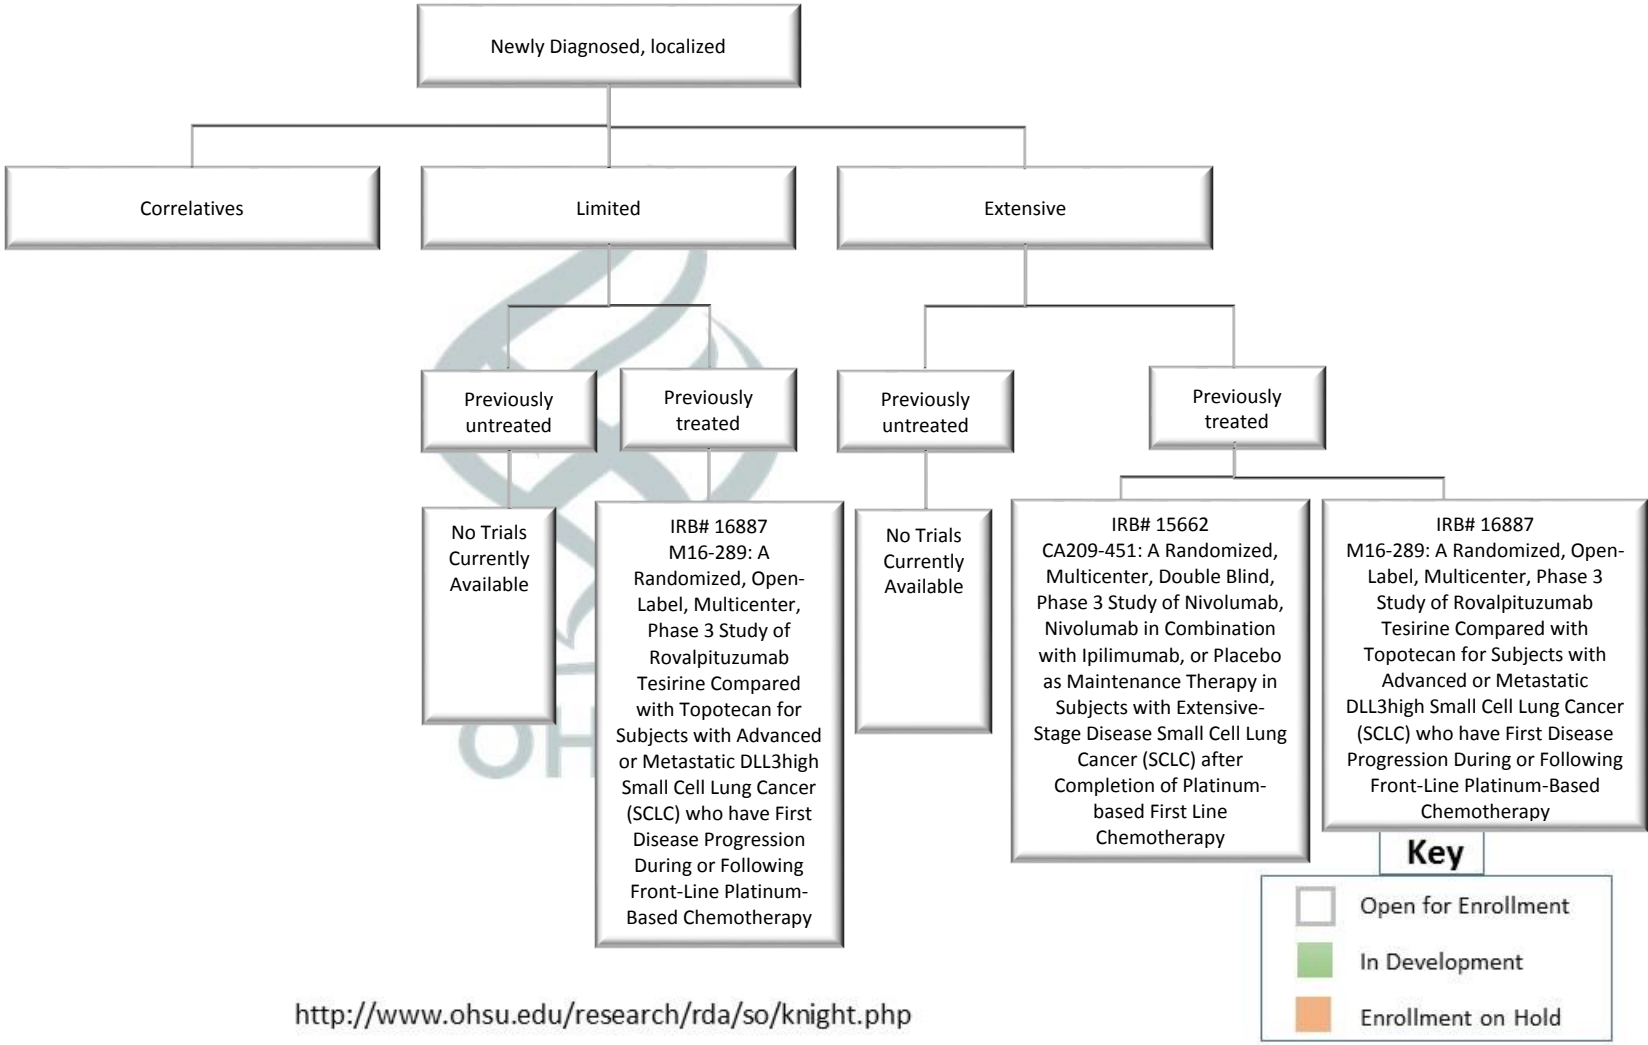 Newly Diagnosed, localized
Correlatives
Limited
Extensive
Previously
untreated
Previously
treated
Previously
untreated
Previously
treated
No Trials
Currently
Available
IRB# 16887
M16-289: A
Randomized, Open-
Label, Multicenter,
Phase 3 Study of
Rovalpituzumab
Tesirine Compared
with Topotecan for
Subjects with Advanced
or Metastatic DLL3high
Small Cell Lung Cancer
(SCLC) who have First
Disease Progression
During or Following
Front-Line Platinum-
Based Chemotherapy
No Trials
Currently
Available
IRB# 15662
CA209-451: A Randomized,
Multicenter, Double Blind,
Phase 3 Study of Nivolumab,
Nivolumab in Combination
with Ipilimumab, or Placebo
as Maintenance Therapy in
Subjects with Extensive-
Stage Disease Small Cell Lung
Cancer (SCLC) after
Completion of Platinum-
based First Line
Chemotherapy
IRB# 16887
M16-289: A Randomized, Open-
Label, Multicenter, Phase 3
Study of Rovalpituzumab
Tesirine Compared with
Topotecan for Subjects with
Advanced or Metastatic
DLL3high Small Cell Lung Cancer
(SCLC) who have First Disease
Progression During or Following
Front-Line Platinum-Based
Chemotherapy
Key
Open for Enrollment
In Development
Enrollment on Hold
http://www.ohsu.edu/research/rda/so/knight.php